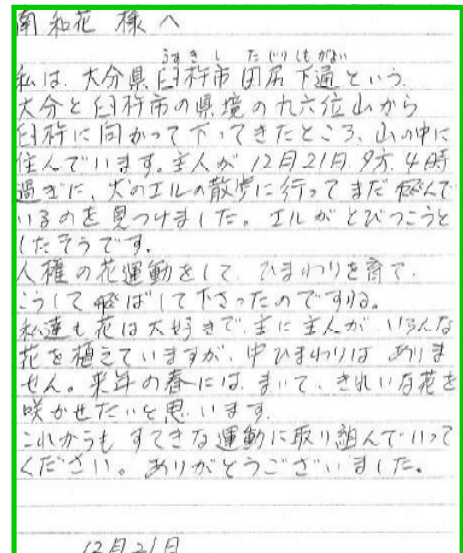 南 和花 様 へ
うすきし たじりしもがよい
私は、大分県臼杵市田尻下通という
大分と臼杵市の県境の九六位山から
臼杵に向かって下ってきたところ、山の中に
住んでいます。主人が12月21日、夕方、4時
過ぎに、犬のエルの散歩に行ってまだ飛んで
いるのを見つけました。エルがとびつこうと
したそうです。
人権の花運動をして、ひまわりを育て、
こうして飛ばして下さったのですね。
私達も花は大好きで、主に主人が、いろんな
花を植えていますが、中ひまわりは ありま
せん。来年の春には、まいて、きれいな花を
咲かせたいと思います。
これからも すてきな運動に取り組んでいって
ください。ありがとうございました。
12月21日